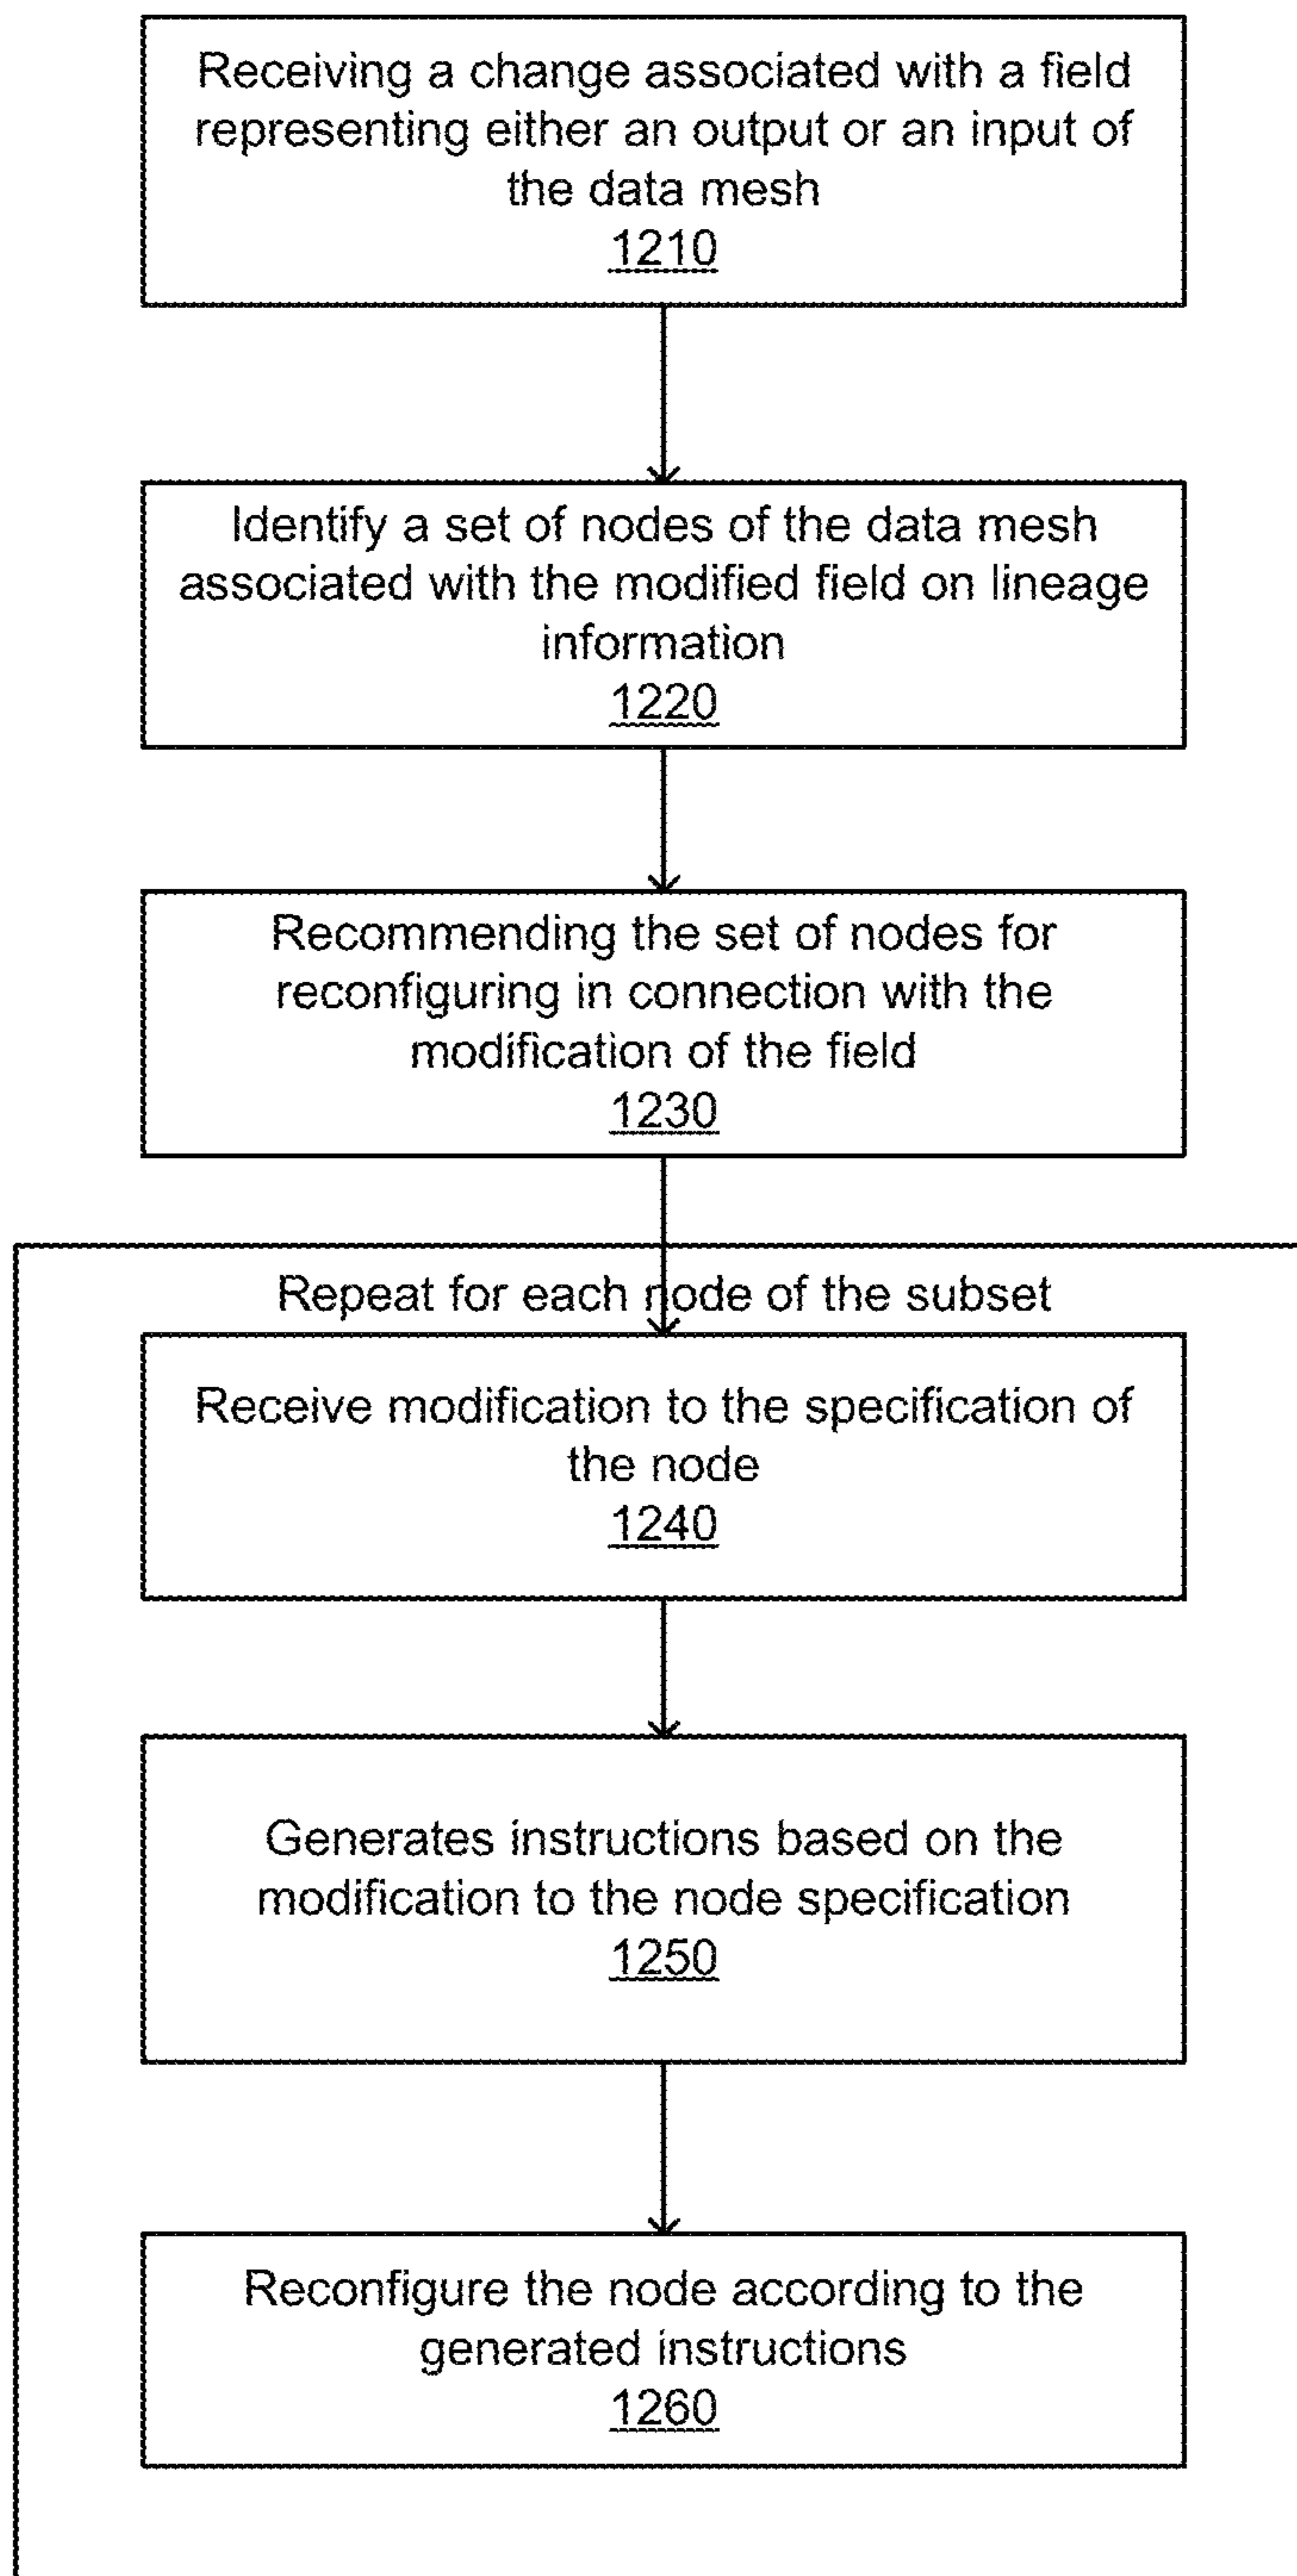 Receiving a change associated with a field
representing either an output or an input of
the data mesh
1210
Identify a set of nodes of the data mesh
associated with the modified field on lineage
information
1220
Recommending the set of nodes for
reconfiguring in connection with the
modification of the field
1230
Repeat for each node of the subset
Receive modification to the specification of
the node
1240
Generates instructions based on the
modification to the node specification
1250
Reconfigure the node according to the
generated instructions
1260